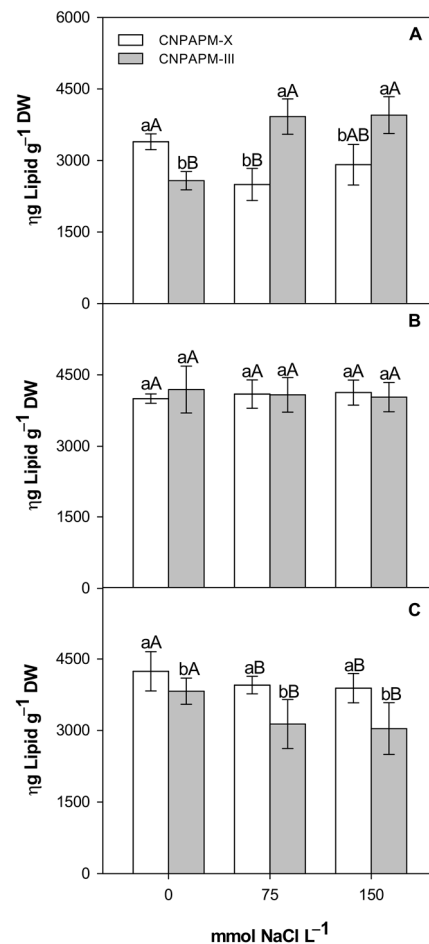 6000
A
CNPAPM-X
CNPAPM-III
4500
3000
1500
0
ηg Lipid g⁻¹ DW
aA
bB
bB
aA
bAB
aA
B
4500
3000
1500
0
ηg Lipid g⁻¹ DW
aA
aA
aA
aA
aA
aA
C
4500
3000
1500
0
ηg Lipid g⁻¹ DW
aA
bA
aB
bB
aB
bB
0 75 150
mmol NaCl L⁻¹